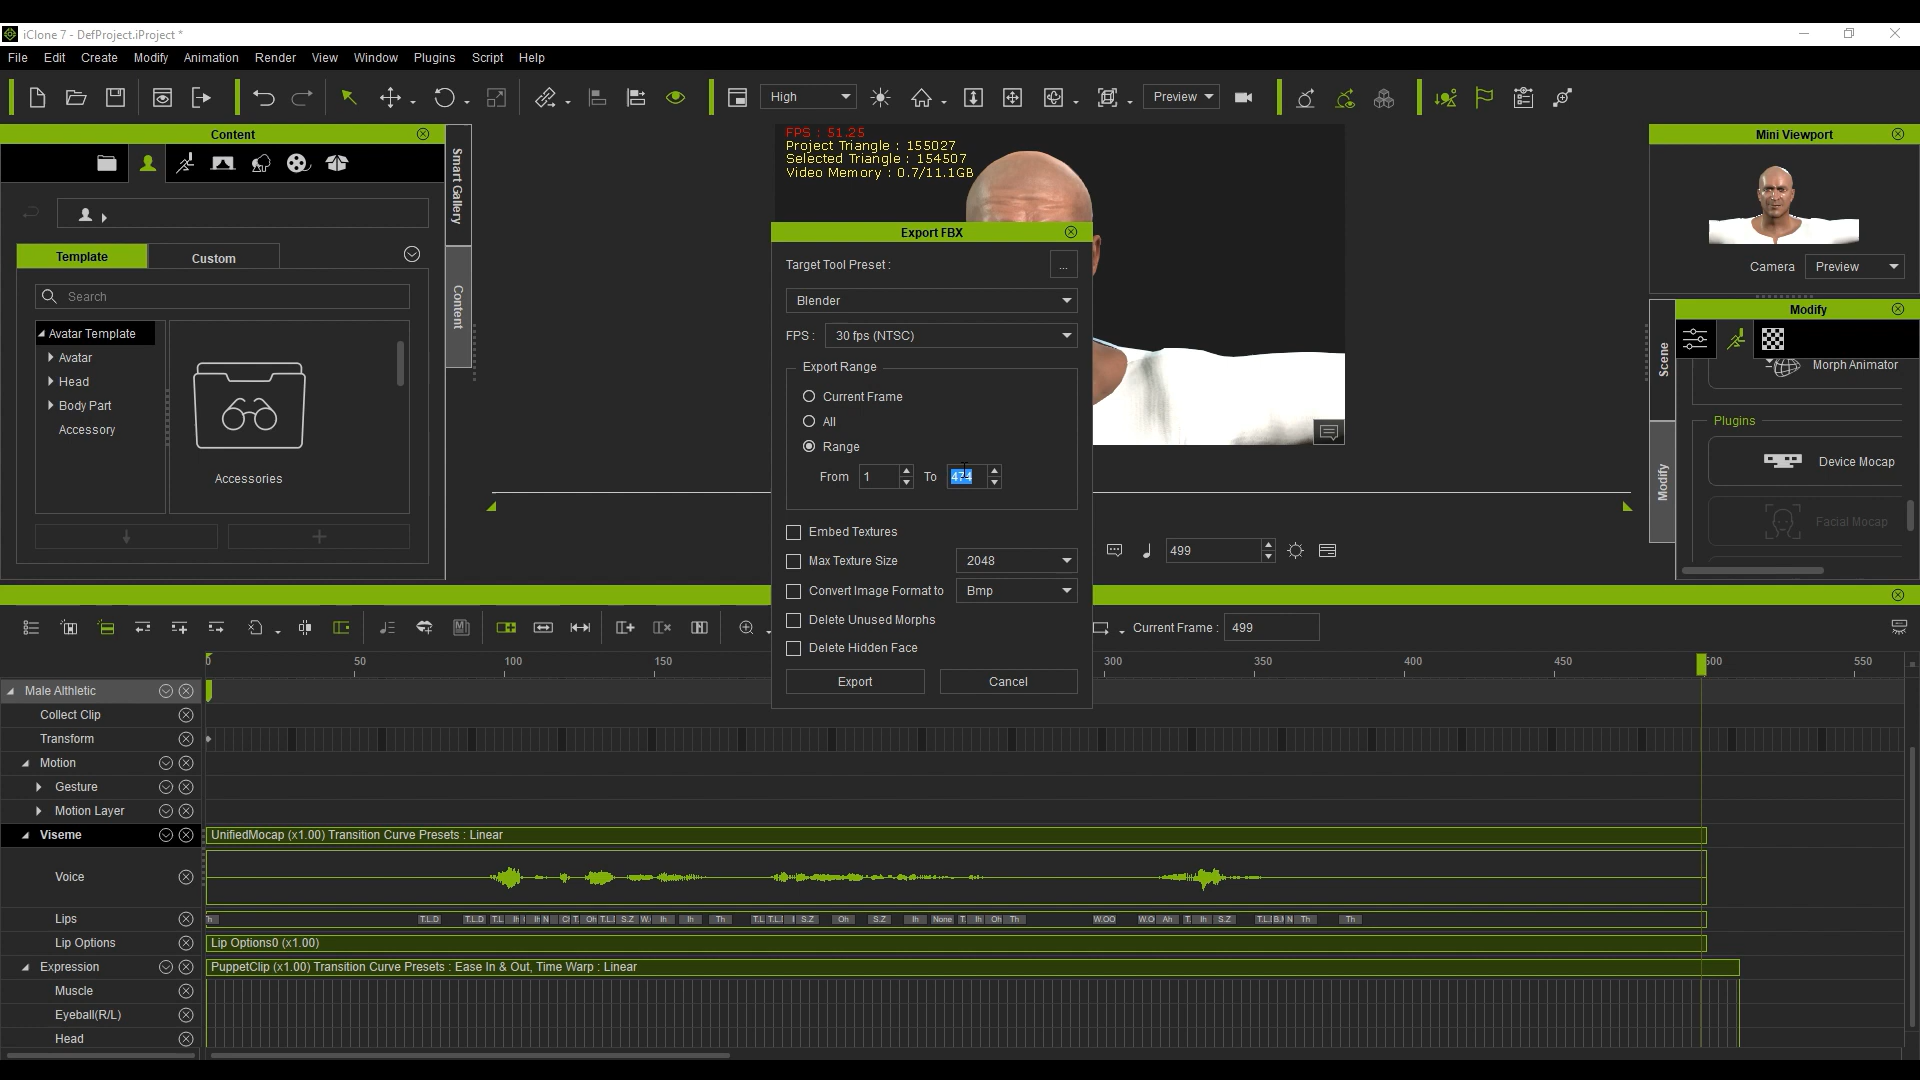 iClone 7 - DefProject.iProject *
File Edit Create Modify Animation Render View Window Plugins Script Help
High
Preview
Content
Smart Gallery
Content
Template
Custom
Search
Avatar Template
Avatar
Head
Body Part
Accessory
Accessories
FPS : 51.25
Project Triangle : 155027
Selected Triangle : 154507
Video Memory : 0.7/11.1GB
Export FBX
Target Tool Preset :
...
Blender
FPS : 30 fps (NTSC)
Export Range
Current Frame
All
Range
From 1 To 474
Embed Textures
Max Texture Size 2048
Convert Image Format to Bmp
Delete Unused Morphs
Delete Hidden Face
Export Cancel
499
Mini Viewport
Camera Preview
Modify
Scene
Modify
Morph Animator
Plugins
Device Mocap
Facial Mocap
Current Frame : 499
0 50 100 150 300 350 400 450 500 550
Male Althletic
Collect Clip
Transform
Motion
Gesture
Motion Layer
Viseme
UnifiedMocap (x1.00) Transition Curve Presets : Linear
Voice
Lips
Lip Options
Lip Options0 (x1.00)
Expression
PuppetClip (x1.00) Transition Curve Presets : Ease In & Out, Time Warp : Linear
Muscle
Eyeball(R/L)
Head